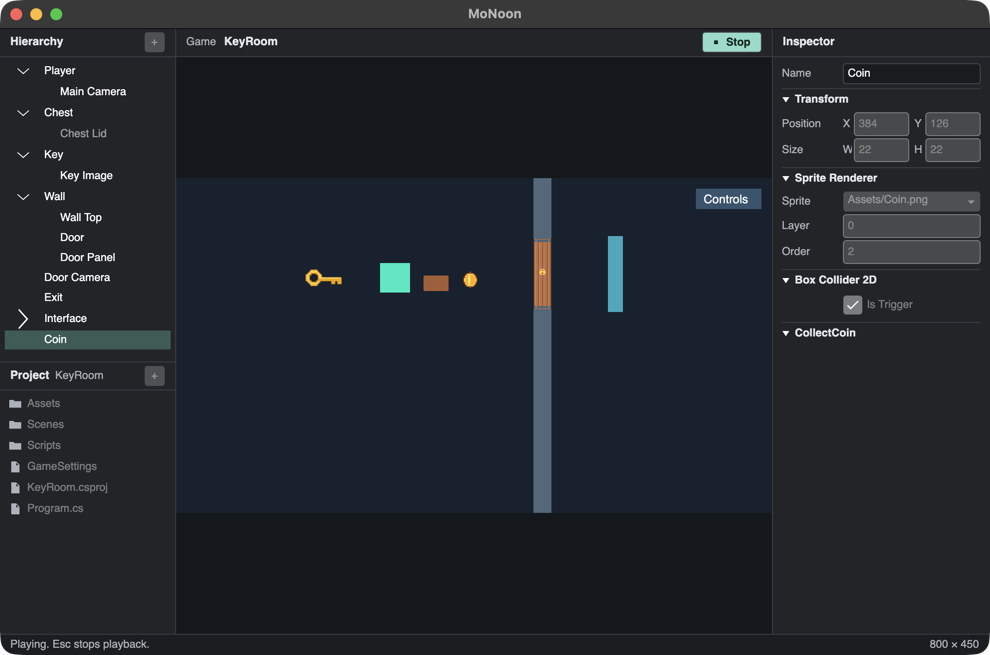 MoNoon
Hierarchy
+
Game KeyRoom
Stop
Inspector
Player
Main Camera
Chest
Chest Lid
Key
Key Image
Wall
Wall Top
Door
Door Panel
Door Camera
Exit
Interface
Coin
Project KeyRoom
+
Assets
Scenes
Scripts
GameSettings
KeyRoom.csproj
Program.cs
Controls
Name Coin
Transform
Position X 384 Y 126
Size W 22 H 22
Sprite Renderer
Sprite Assets/Coin.png
Layer 0
Order 2
Box Collider 2D
Is Trigger
CollectCoin
Playing. Esc stops playback.
800 × 450